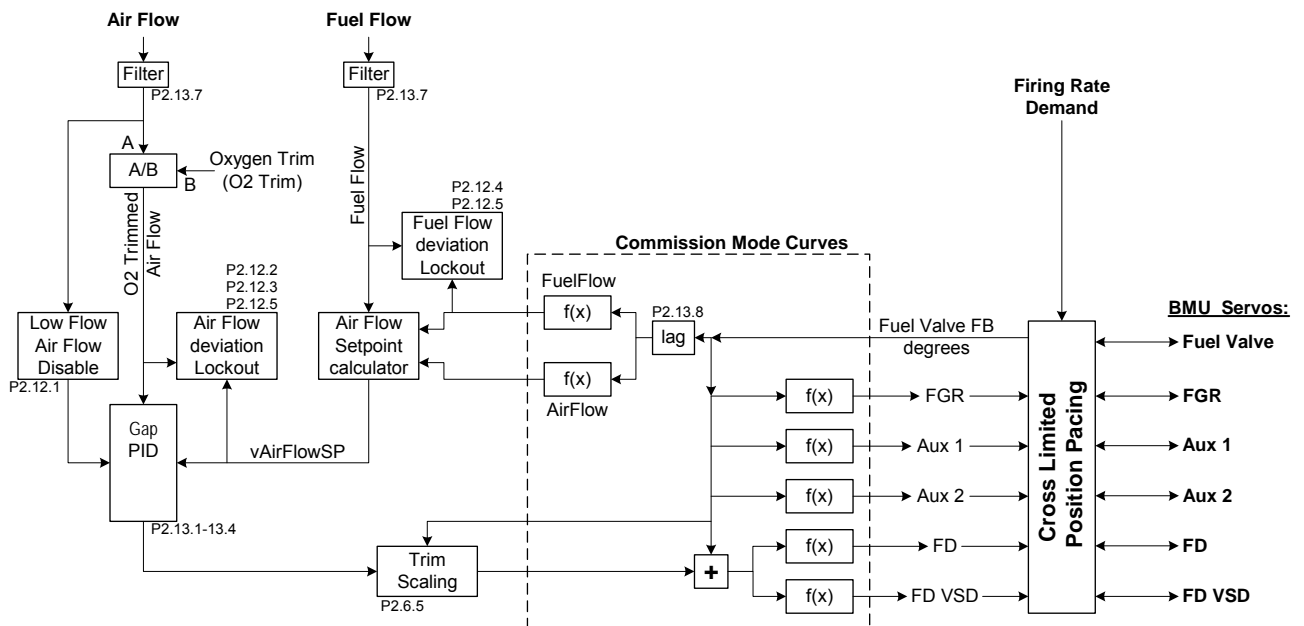 Air Flow
Fuel Flow
Filter
P2.13.7
Filter
P2.13.7
Firing Rate
Demand
A
A/B
B
Oxygen Trim
(O2 Trim)
O2 Trimmed
Air Flow
Fuel Flow
P2.12.4
P2.12.5
Fuel Flow
deviation
Lockout
Commission Mode Curves
P2.12.2
P2.12.3
P2.12.5
Low Flow
Air Flow
Disable
P2.12.1
Air Flow
deviation
Lockout
Air Flow
Setpoint
calculator
FuelFlow
f(x)
P2.13.8
lag
f(x)
AirFlow
Fuel Valve FB
degrees
BMU Servos:
Fuel Valve
f(x)
FGR
FGR
Gap
PID
vAirFlowSP
f(x)
Aux 1
Aux 1
f(x)
Aux 2
Aux 2
Cross Limited
Position Pacing
P2.13.1-13.4
Trim
Scaling
P2.6.5
+
f(x)
FD
FD
f(x)
FD VSD
FD VSD